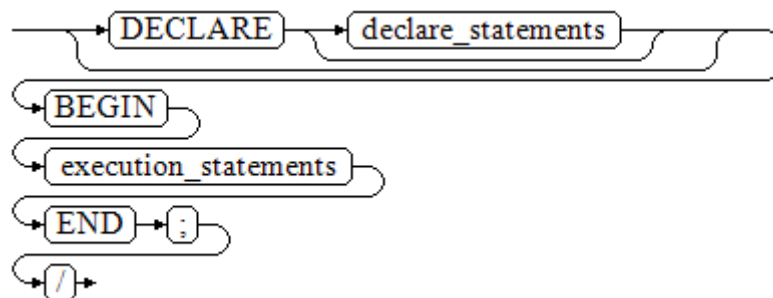 DECLARE declare_statements
BEGIN
execution_statements
END ;
/